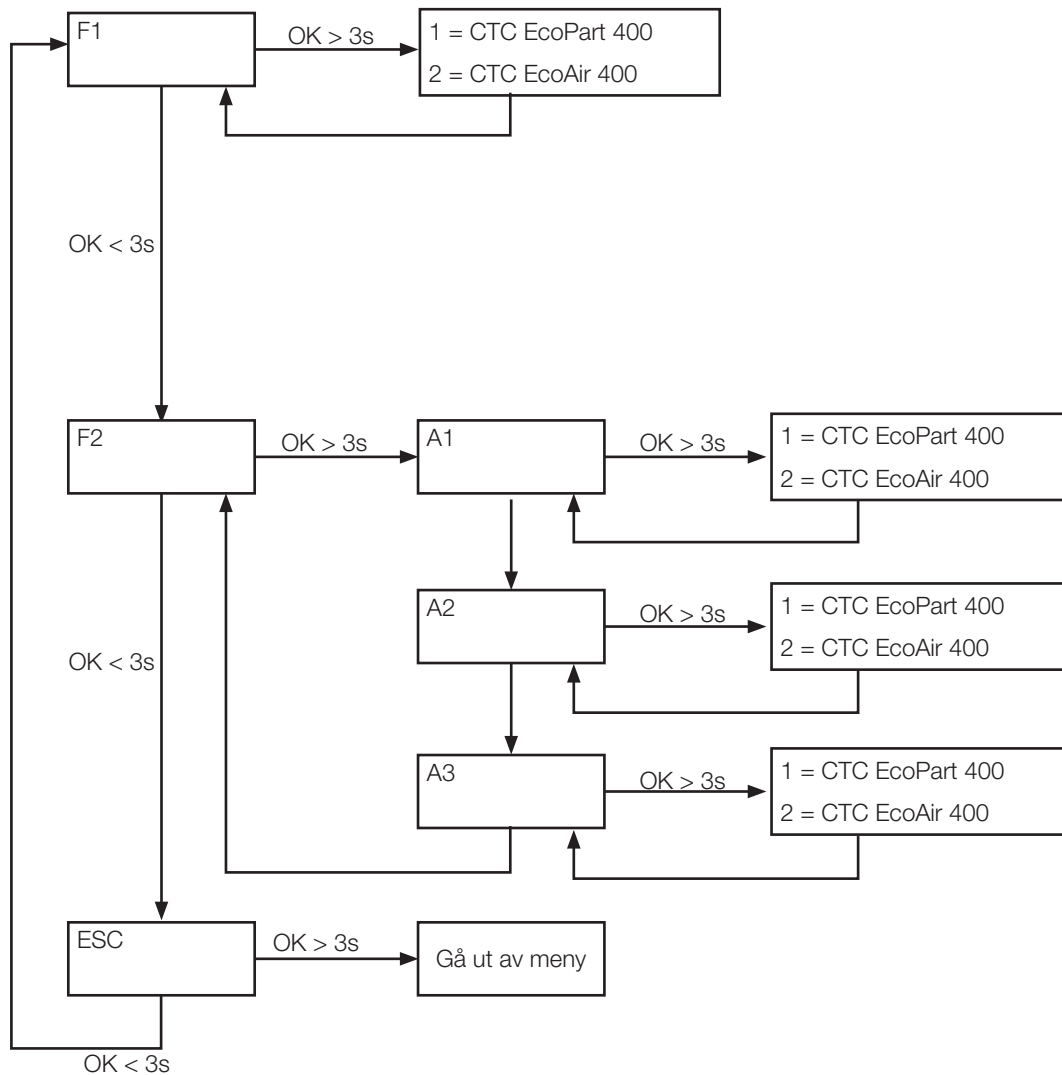 F1
OK > 3s
1 = CTC EcoPart 400
2 = CTC EcoAir 400
OK < 3s
F2
OK > 3s
A1
OK > 3s
1 = CTC EcoPart 400
2 = CTC EcoAir 400
A2
OK > 3s
1 = CTC EcoPart 400
2 = CTC EcoAir 400
OK < 3s
A3
OK > 3s
1 = CTC EcoPart 400
2 = CTC EcoAir 400
ESC
OK > 3s
Gå ut av meny
OK < 3s